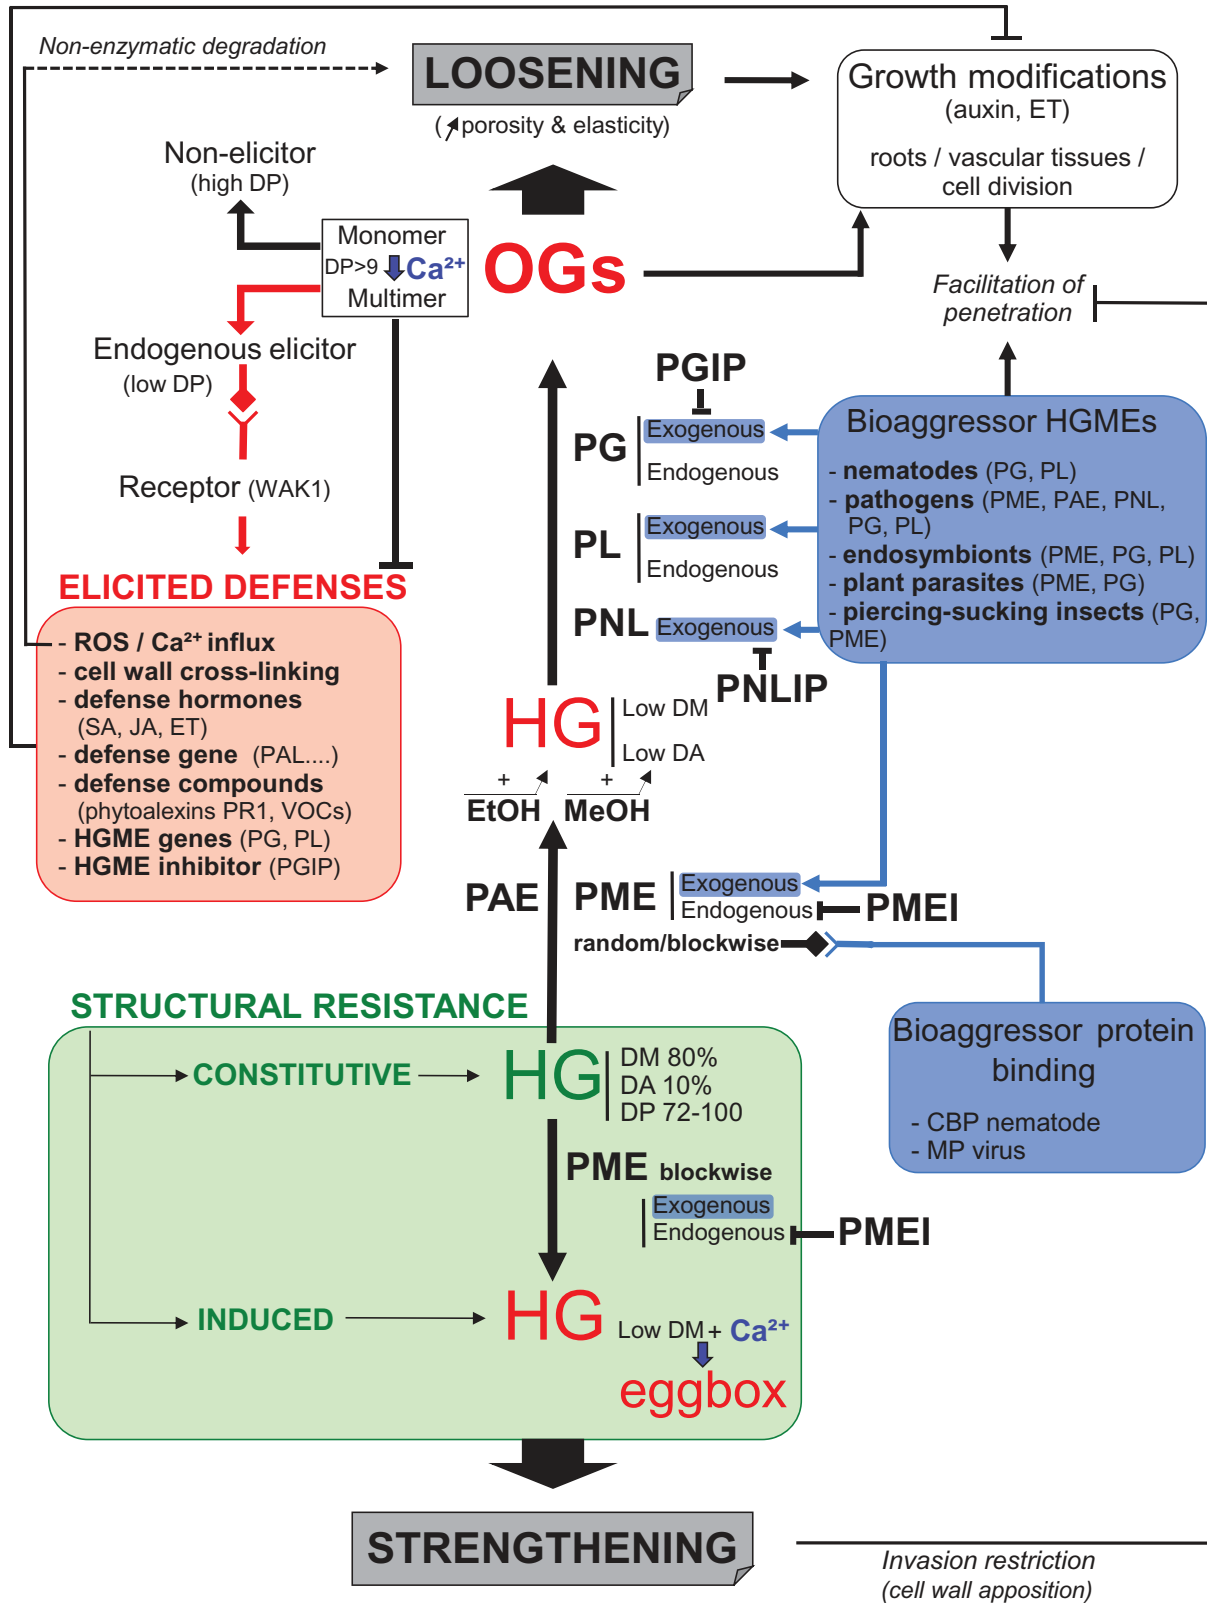 Non-enzymatic degradation
LOOSENING
(↗porosity & elasticity)
Growth modifications
(auxin, ET)
roots / vascular tissues /
cell division
Non-elicitor
(high DP)
Monomer
DP>9 Ca²⁺
Multimer
OGs
Facilitation of
penetration
Endogenous elicitor
(low DP)
Receptor (WAK1)
PGIP
PG
Exogenous
Endogenous
PL
Exogenous
Endogenous
PNL Exogenous
PNLIP
Bioaggressor HGMEs
- nematodes (PG, PL)
- pathogens (PME, PAE, PNL,
PG, PL)
- endosymbionts (PME, PG, PL)
- plant parasites (PME, PG)
- piercing-sucking insects (PG,
PME)
ELICITED DEFENSES
- ROS / Ca²⁺ influx
- cell wall cross-linking
- defense hormones
(SA, JA, ET)
- defense gene (PAL....)
- defense compounds
(phytoalexins PR1, VOCs)
- HGME genes (PG, PL)
- HGME inhibitor (PGIP)
HG
Low DM
Low DA
+ +
EtOH MeOH
PAE
PME
Exogenous
Endogenous
PMEI
random/blockwise
Bioaggressor protein
binding
- CBP nematode
- MP virus
STRUCTURAL RESISTANCE
CONSTITUTIVE
HG
DM 80%
DA 10%
DP 72-100
PME blockwise
Exogenous
Endogenous
PMEI
INDUCED
HG
Low DM + Ca²⁺
eggbox
STRENGTHENING
Invasion restriction
(cell wall apposition)